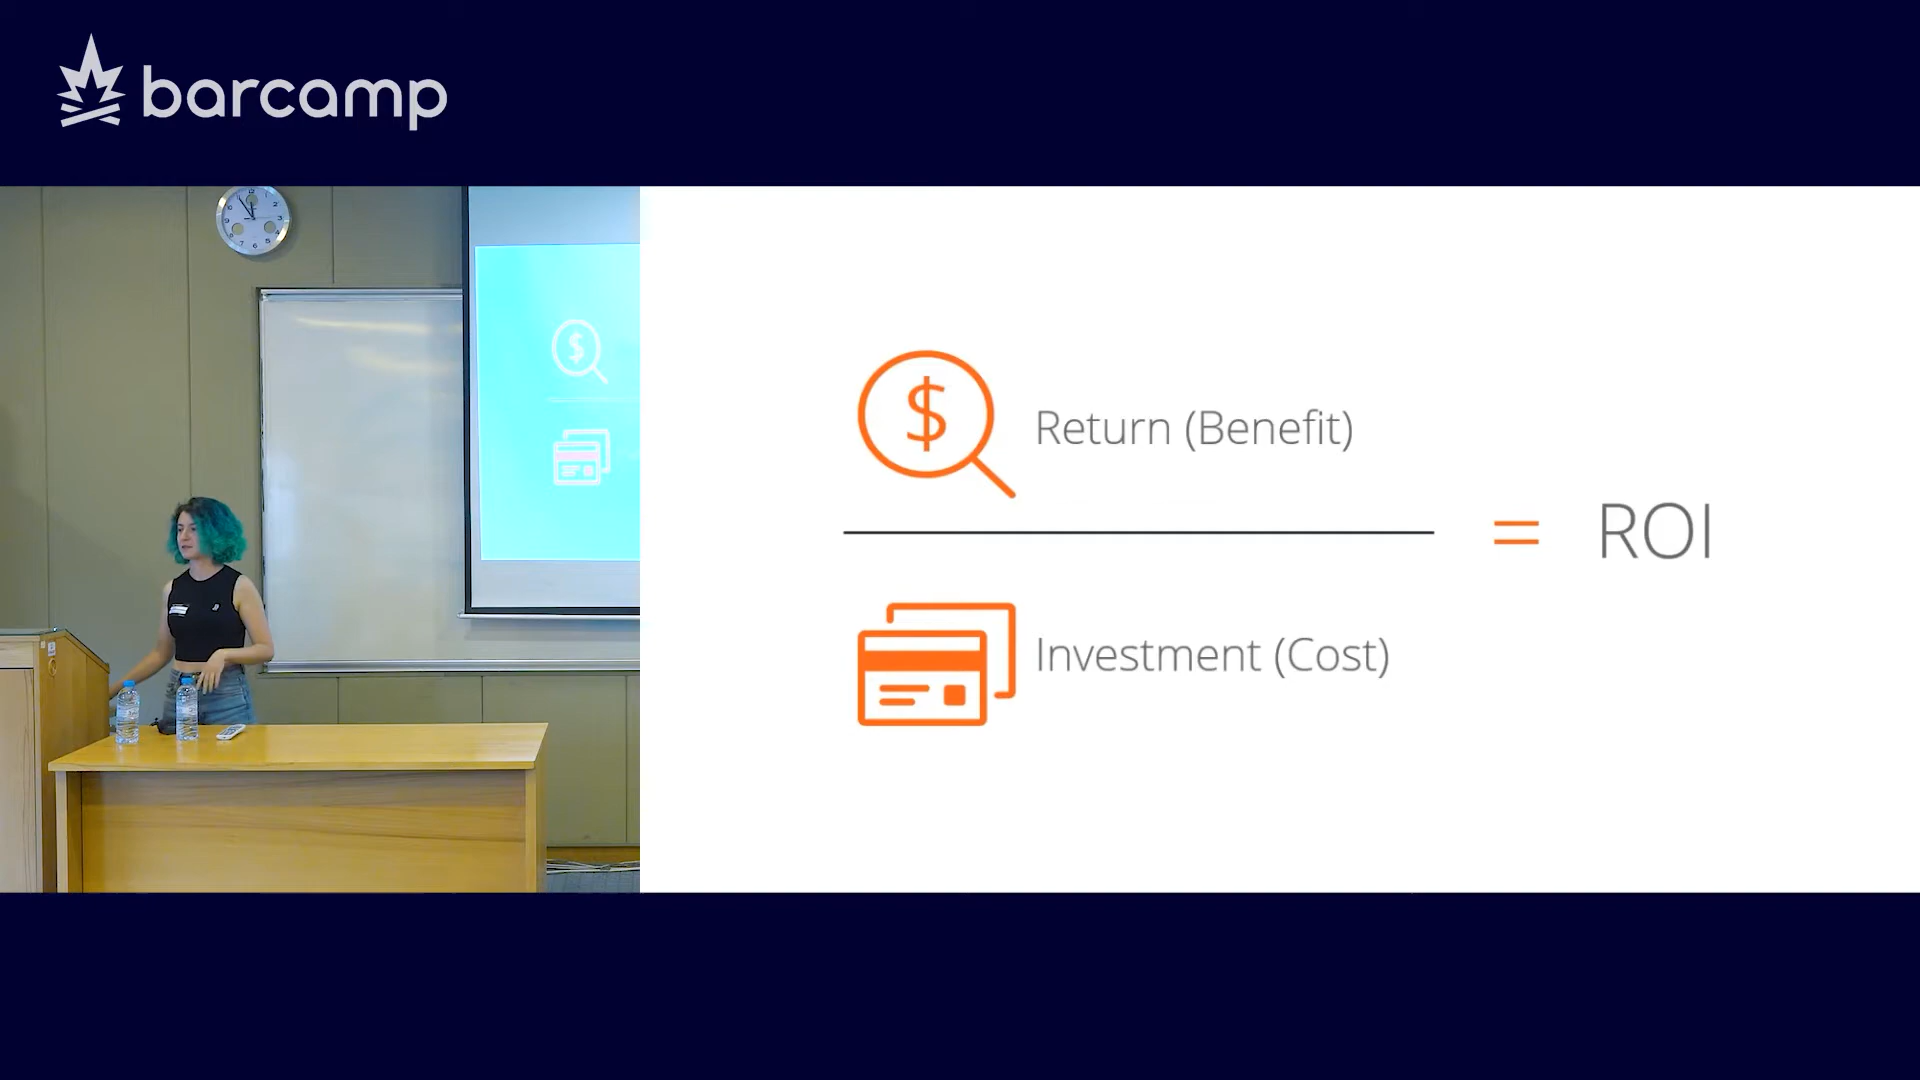 barcamp
$
Return (Benefit)
= ROI
Investment (Cost)
$